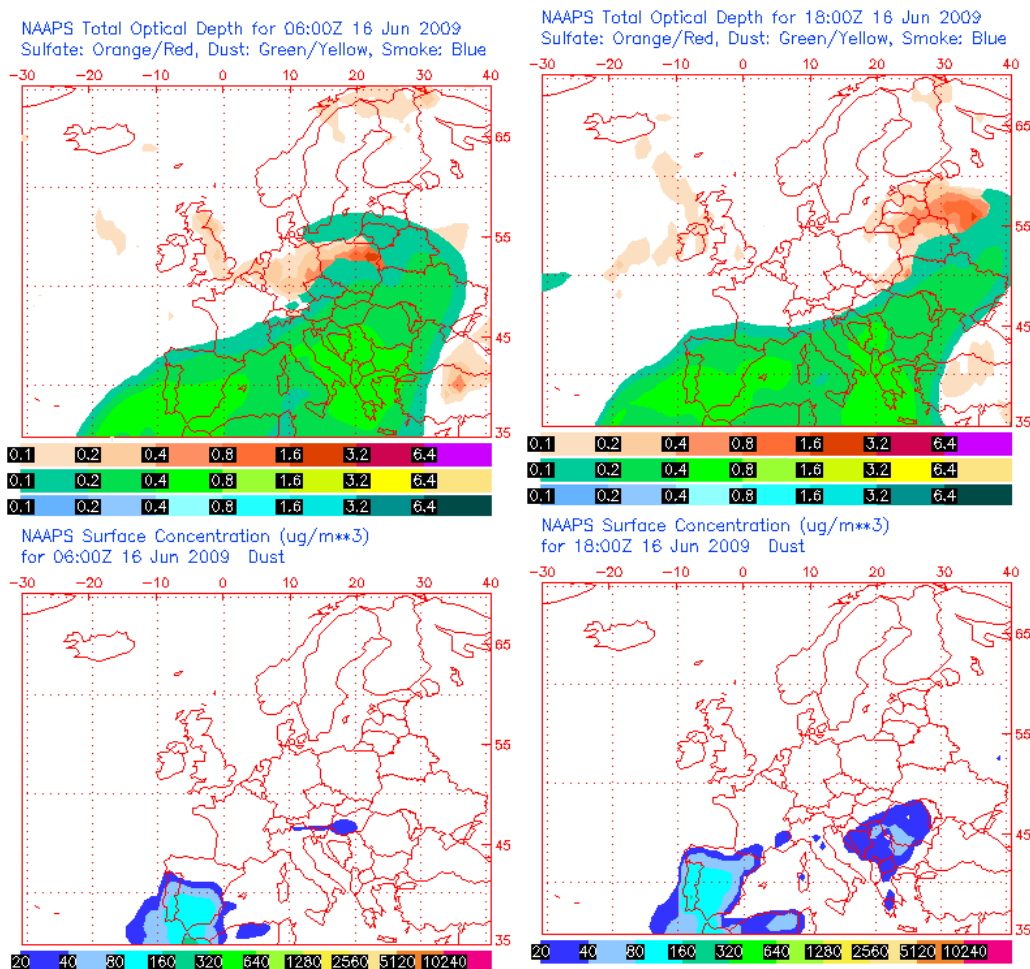 NAAPS Total Optical Depth for 06:00Z 16 Jun 2009
Sulfate: Orange/Red, Dust: Green/Yellow, Smoke: Blue
-30 -20 -10 0 10 20 30 40
65
55
45
35
0.1 0.2 0.4 0.8 1.6 3.2 6.4
0.1 0.2 0.4 0.8 1.6 3.2 6.4
0.1 0.2 0.4 0.8 1.6 3.2 6.4
NAAPS Total Optical Depth for 18:00Z 16 Jun 2009
Sulfate: Orange/Red, Dust: Green/Yellow, Smoke: Blue
-30 -20 -10 0 10 20 30 40
65
55
45
35
0.1 0.2 0.4 0.8 1.6 3.2 6.4
0.1 0.2 0.4 0.8 1.6 3.2 6.4
0.1 0.2 0.4 0.8 1.6 3.2 6.4
NAAPS Surface Concentration (ug/m**3)
for 06:00Z 16 Jun 2009 Dust
-30 -20 -10 0 10 20 30 40
65
55
45
35
20 40 80 160 320 640 1280 2560 5120 10240
NAAPS Surface Concentration (ug/m**3)
for 18:00Z 16 Jun 2009 Dust
-30 -20 -10 0 10 20 30 40
65
55
45
35
20 40 80 160 320 640 1280 2560 5120 10240